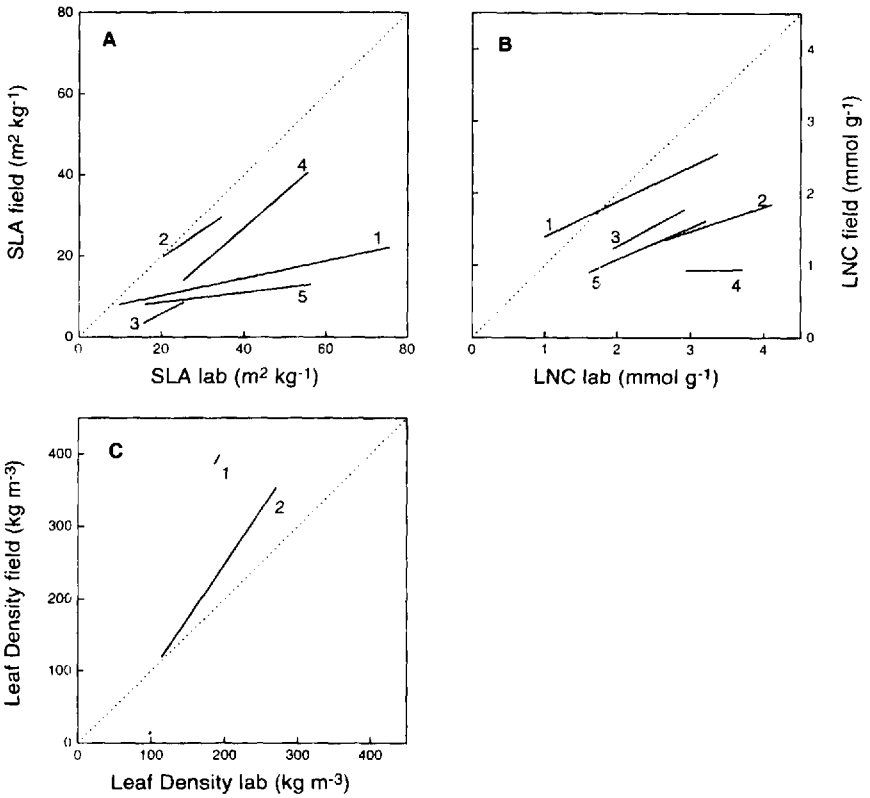 A
80
60
40
20
0
SLA field (m² kg⁻¹)
4
2
1
5
3
0 20 40 60 80
SLA lab (m² kg⁻¹)
B
4
3
2
1
0
LNC field (mmol g⁻¹)
1
2
3
5
4
0 1 2 3 4
LNC lab (mmol g⁻¹)
C
400
300
200
100
0
Leaf Density field (kg m⁻³)
1
2
0 100 200 300 400
Leaf Density lab (kg m⁻³)